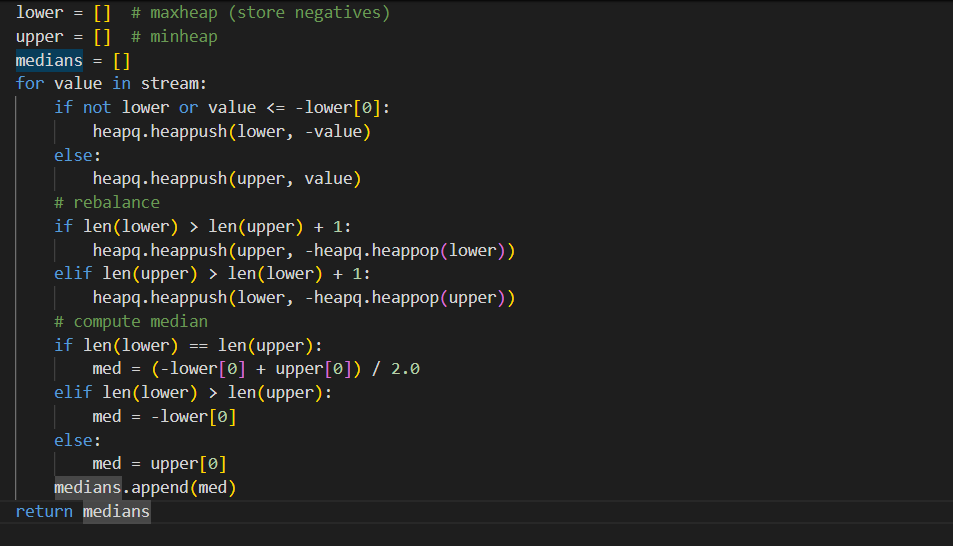 lower = []  # maxheap (store negatives)
upper = []  # minheap
medians = []
for value in stream:
    if not lower or value <= -lower[0]:
        heapq.heappush(lower, -value)
    else:
        heapq.heappush(upper, value)
    # rebalance
    if len(lower) > len(upper) + 1:
        heapq.heappush(upper, -heapq.heappop(lower))
    elif len(upper) > len(lower) + 1:
        heapq.heappush(lower, -heapq.heappop(upper))
    # compute median
    if len(lower) == len(upper):
        med = (-lower[0] + upper[0]) / 2.0
    elif len(lower) > len(upper):
        med = -lower[0]
    else:
        med = upper[0]
    medians.append(med)
return medians